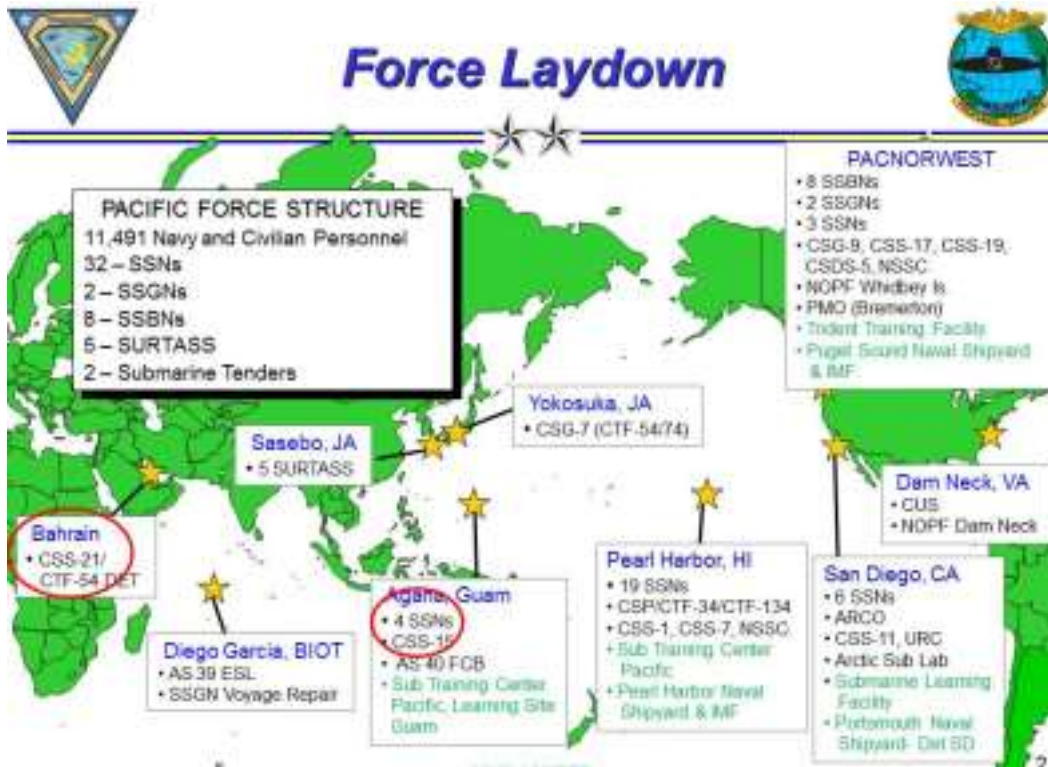 Force Laydown
PACIFIC FORCE STRUCTURE
11,491 Navy and Civilian Personnel
32 – SSNs
2 – SSGNs
8 – SSBNs
5 – SURTASS
2 – Submarine Tenders
PACNORWEST
• 8 SSBNs
• 2 SSGNs
• 3 SSNs
• CSG-9, CSS-17, CSS-19,
CSDS-5, NSSC
• NOPF Whidbey Is.
• PMO (Bremerton)
• Trident Training Facility
• Puget Sound Naval Shipyard
& IMF
Yokosuka, JA
• CSG-7 (CTF-54/74)
Sasebo, JA
• 5 SURTASS
Bahrain
• CSS-21/
CTF-54 DET
Diego Garcia, BIOT
• AS 39 ESL
• SSGN Voyage Repair
Agana, Guam
• 4 SSNs
• CSS-15
AS 40 FCB
• Sub Training Center
Pacific, Learning Site
Guam
Pearl Harbor, HI
• 19 SSNs
• CSP/CTF-34/CTF-134
• CSS-1, CSS-7, NSSC
• Sub Training Center
Pacific
• Pearl Harbor Naval
Shipyard & IMF
San Diego, CA
• 6 SSNs
• ARCO
• CSS-11, URC
• Arctic Sub Lab
• Submarine Learning
Facility
• Portsmouth Naval
Shipyard- Det SD
Dam Neck, VA
• CUS
• NOPF Dam Neck
2